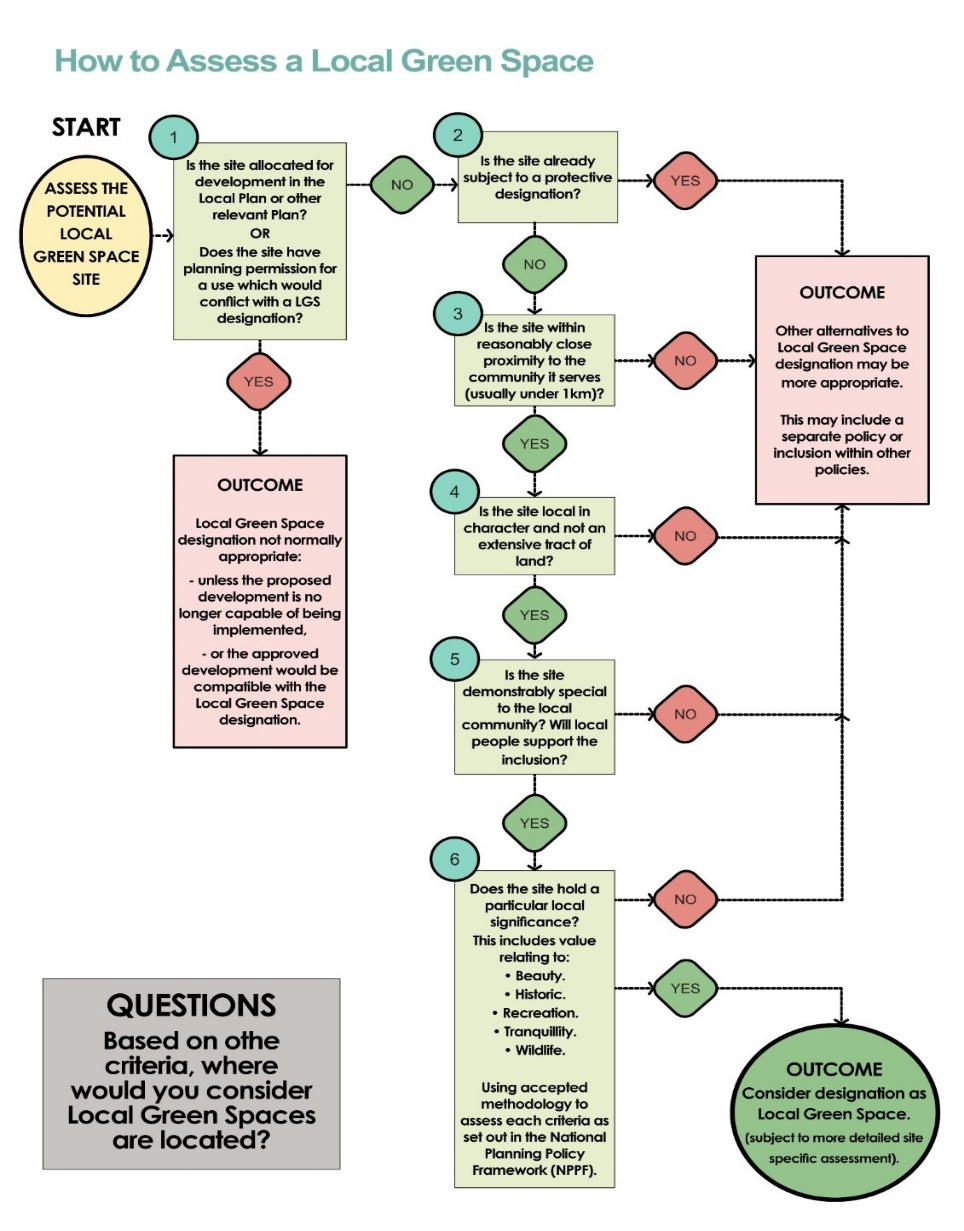 How to Assess a Local Green Space
START
ASSESS THE
POTENTIAL
LOCAL
GREEN SPACE
SITE
1
Is the site allocated for
development in the
Local Plan or other
relevant Plan?
OR
Does the site have
planning permission for
a use which would
conflict with a LGS
designation?
NO
YES
OUTCOME
Local Green Space
designation not normally
appropriate:
- unless the proposed
development is no
longer capable of being
implemented,
- or the approved
development would be
compatible with the
Local Green Space
designation.
2
Is the site already
subject to a protective
designation?
YES
NO
3
Is the site within
reasonably close
proximity to the
community it serves
(usually under 1km)?
NO
YES
OUTCOME
Other alternatives to
Local Green Space
designation may be
more appropriate.
This may include a
separate policy or
inclusion within other
policies.
4
Is the site local in
character and not an
extensive tract of
land?
NO
YES
5
Is the site
demonstrably special
to the local
community? Will local
people support the
inclusion?
NO
YES
6
Does the site hold a
particular local
significance?
This includes value
relating to:
• Beauty.
• Historic.
• Recreation.
• Tranquillity.
• Wildlife.
Using accepted
methodology to
assess each criteria as
set out in the National
Planning Policy
Framework (NPPF).
NO
YES
OUTCOME
Consider designation as
Local Green Space.
(subject to more detailed site
specific assessment).
QUESTIONS
Based on othe
criteria, where
would you consider
Local Green Spaces
are located?